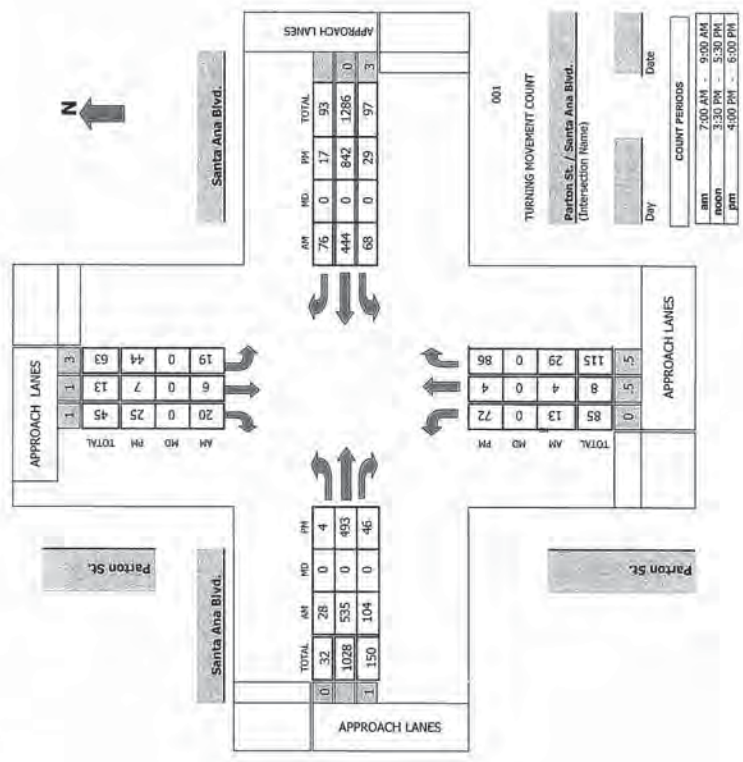 N
APPROACH LANES
1 1 3
TOTAL 45 13 63
PM 25 7 44
MD 0 0 0
AM 20 6 19
Parton St.
Santa Ana Blvd.
Santa Ana Blvd.
APPROACH LANES
AM MD PM TOTAL
76 0 17 93
444 0 842 1286 0
68 0 29 97 3
TOTAL AM MD PM
0 32 28 0 4
1028 535 0 493
1 150 104 0 46
APPROACH LANES
PM 72 4 86
MD 0 0 0
AM 13 4 29
TOTAL 85 8 115
0 .5 .5
APPROACH LANES
Parton St.
001
TURNING MOVEMENT COUNT
Parton St. / Santa Ana Blvd.
(Intersection Name)
Day Date
COUNT PERIODS
am 7:00 AM - 9:00 AM
noon 3:30 PM - 5:30 PM
pm 4:00 PM - 6:00 PM